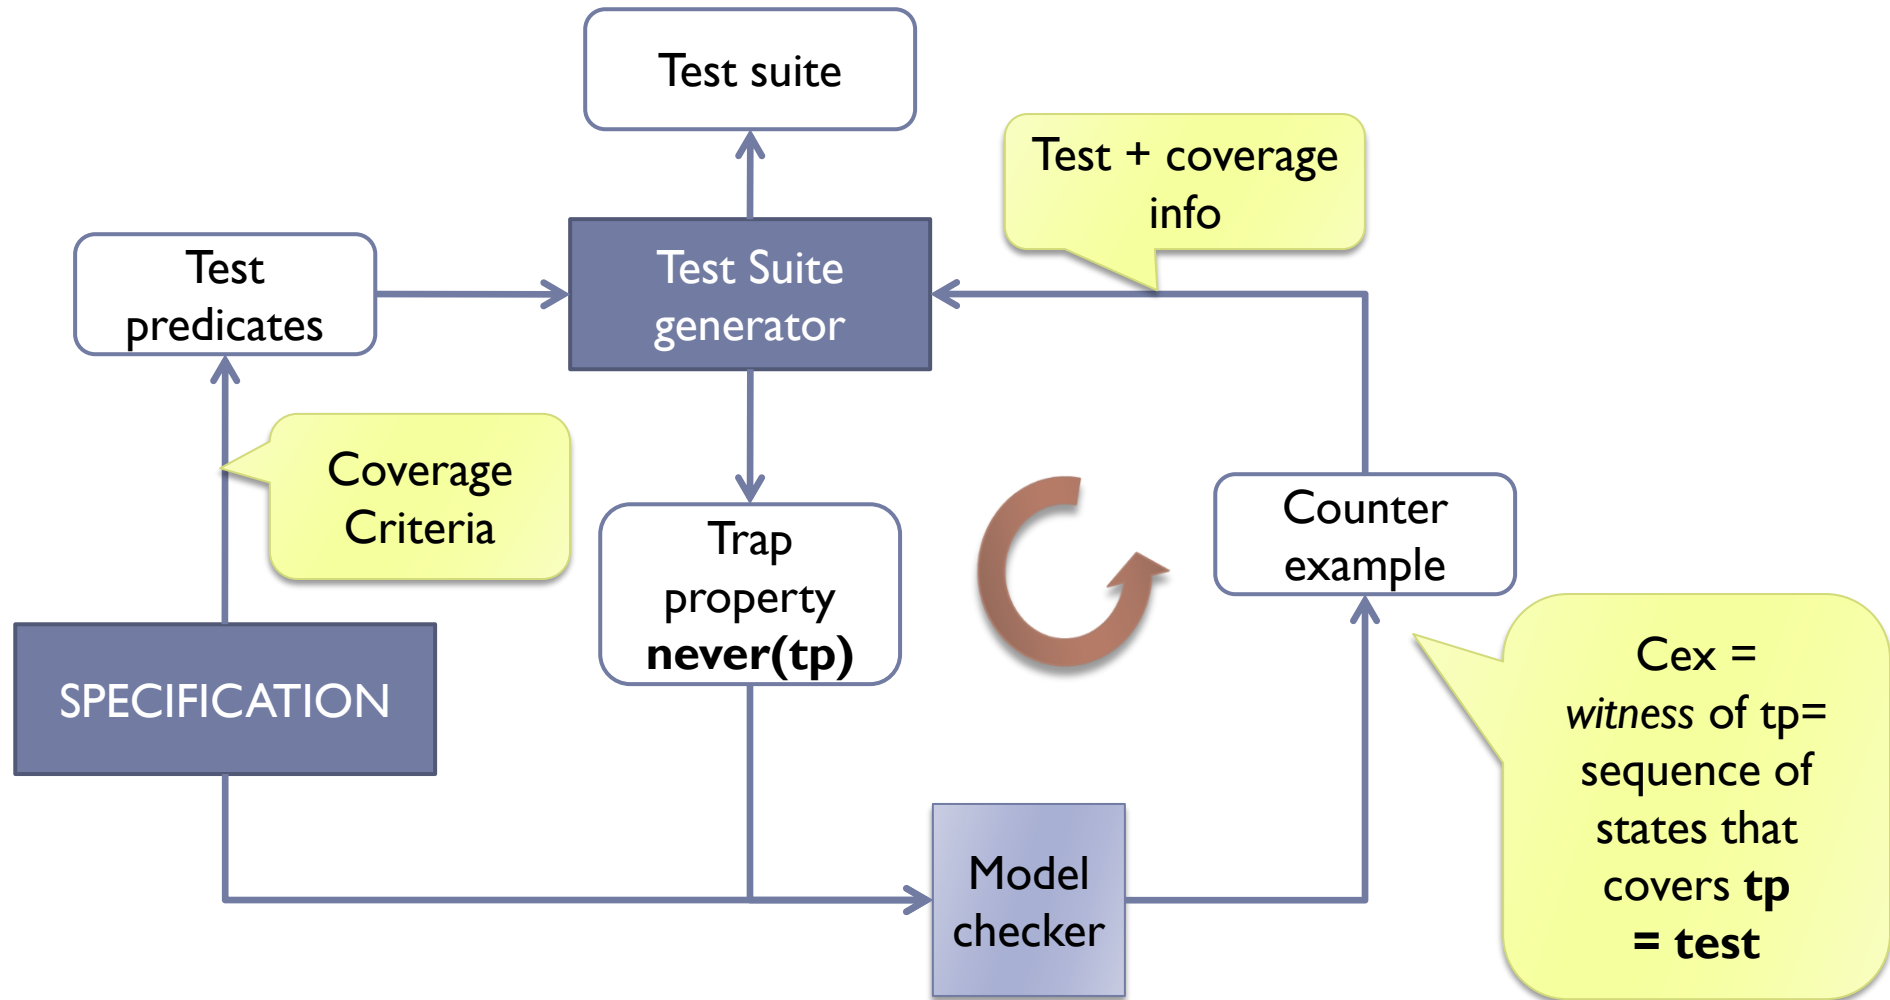 Test suite
Test + coverage
info
Test
predicates
Test Suite
generator
Coverage
Criteria
Trap
property
never(tp)
Counter
example
SPECIFICATION
Cex =
witness of tp=
sequence of
states that
covers tp
= test
Model
checker